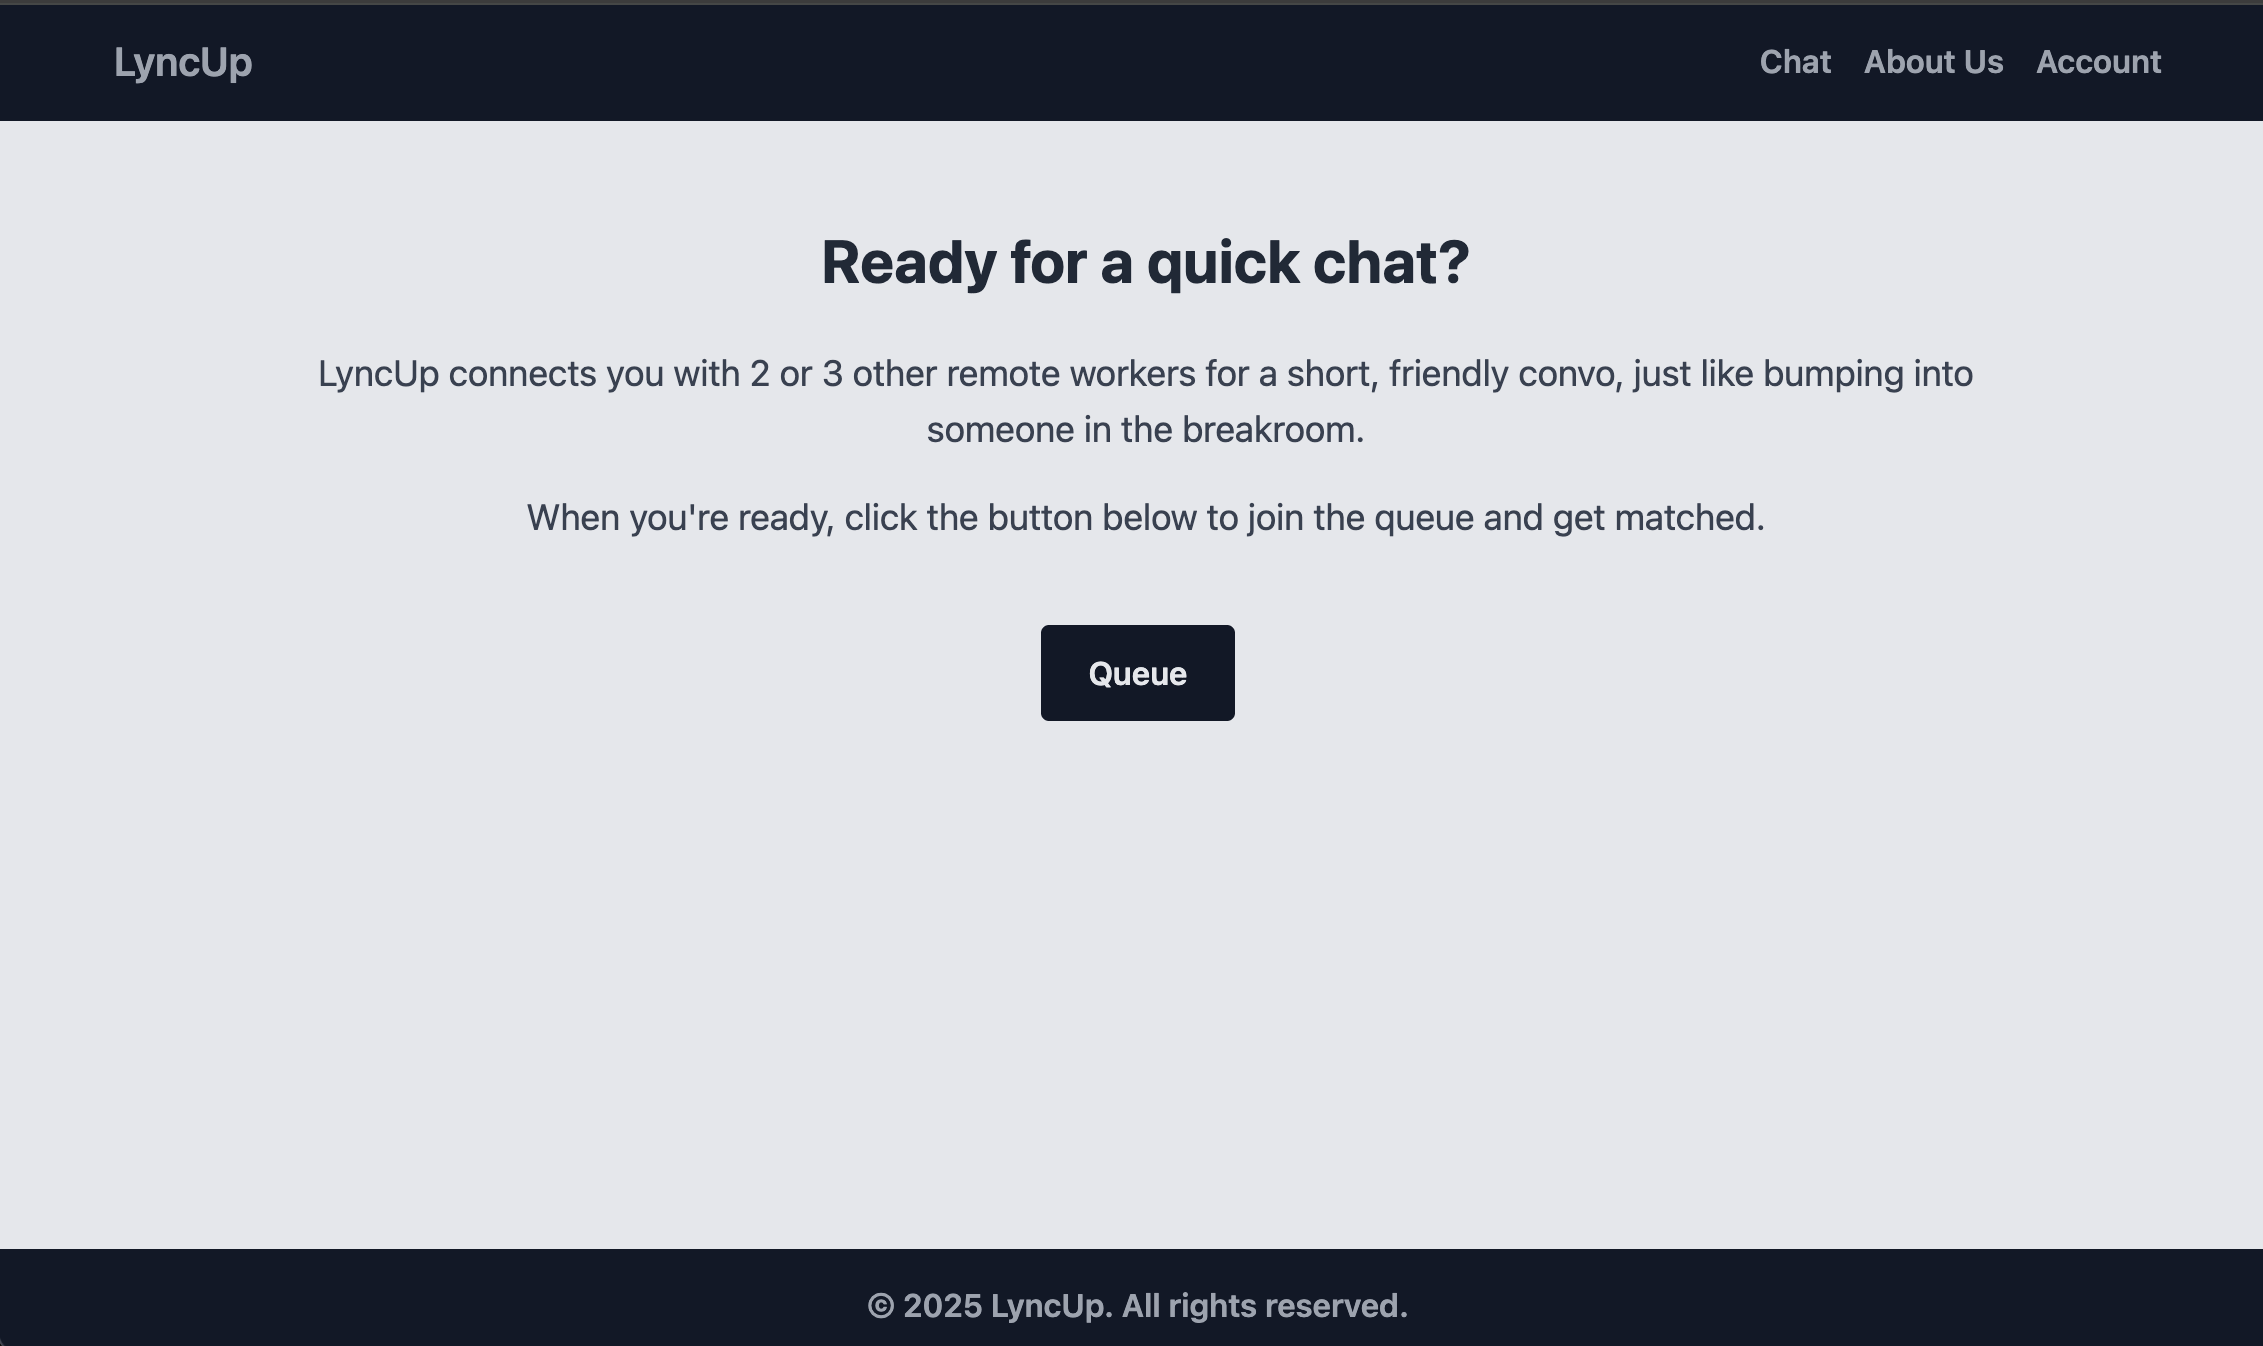 LyncUp
Chat About Us Account
Ready for a quick chat?
LyncUp connects you with 2 or 3 other remote workers for a short, friendly convo, just like bumping into
someone in the breakroom.
When you're ready, click the button below to join the queue and get matched.
Queue
© 2025 LyncUp. All rights reserved.